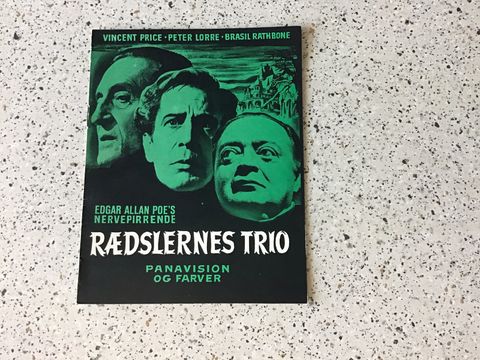 VINCENT PRICE · PETER LORRE · BRASIL RATHBONE
EDGAR ALLAN POE'S
NERVEPIRRENDE
RÆDSLERNES TRIO
PANAVISION
OG FARVER